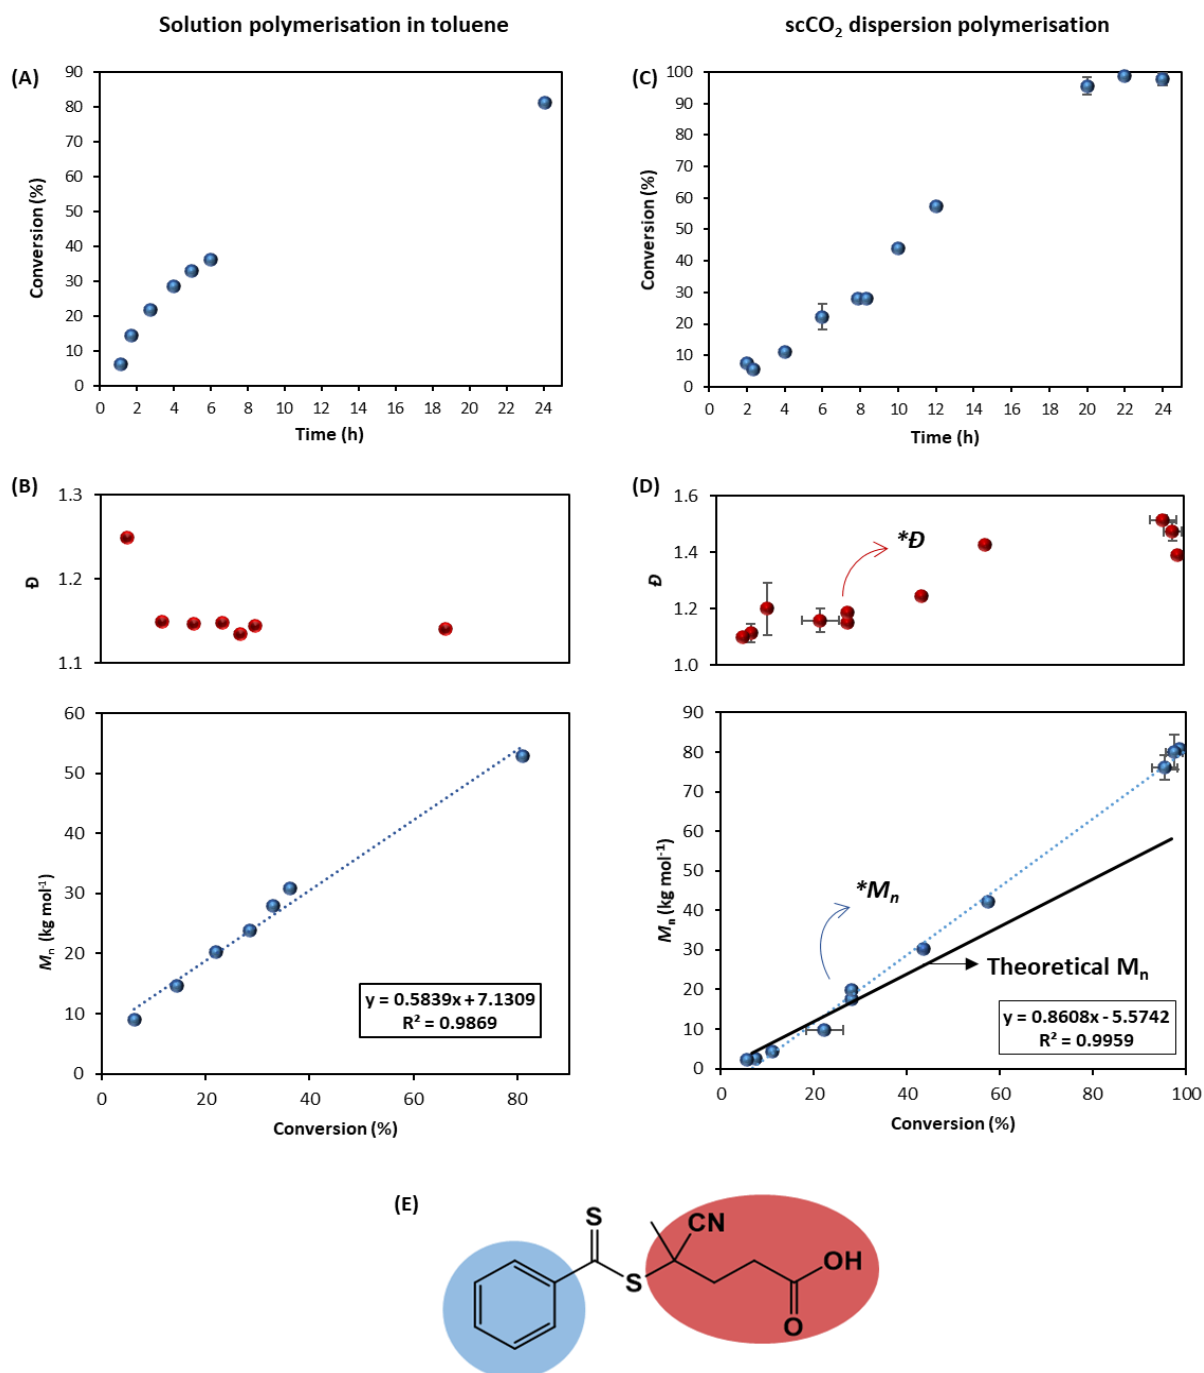 Solution polymerisation in toluene
scCO₂ dispersion polymerisation
(A)
90
80
70
60
50
40
30
20
10
0
Conversion (%)
0 2 4 6 8 10 12 14 16 18 20 22 24
Time (h)
(C)
100
90
80
70
60
50
40
30
20
10
0
Conversion (%)
0 2 4 6 8 10 12 14 16 18 20 22 24
Time (h)
(B)
1.3
1.2
1.1
Đ
60
50
40
30
20
10
0
Mₙ (kg mol⁻¹)
y = 0.5839x + 7.1309
R² = 0.9869
0 20 40 60 80
Conversion (%)
(D)
1.6
1.4
1.2
1.0
Đ
*Đ
90
80
70
60
50
40
30
20
10
0
Mₙ (kg mol⁻¹)
*Mₙ
Theoretical Mₙ
y = 0.8608x - 5.5742
R² = 0.9959
0 20 40 60 80 100
Conversion (%)
(E)
S
CN
S
OH
O